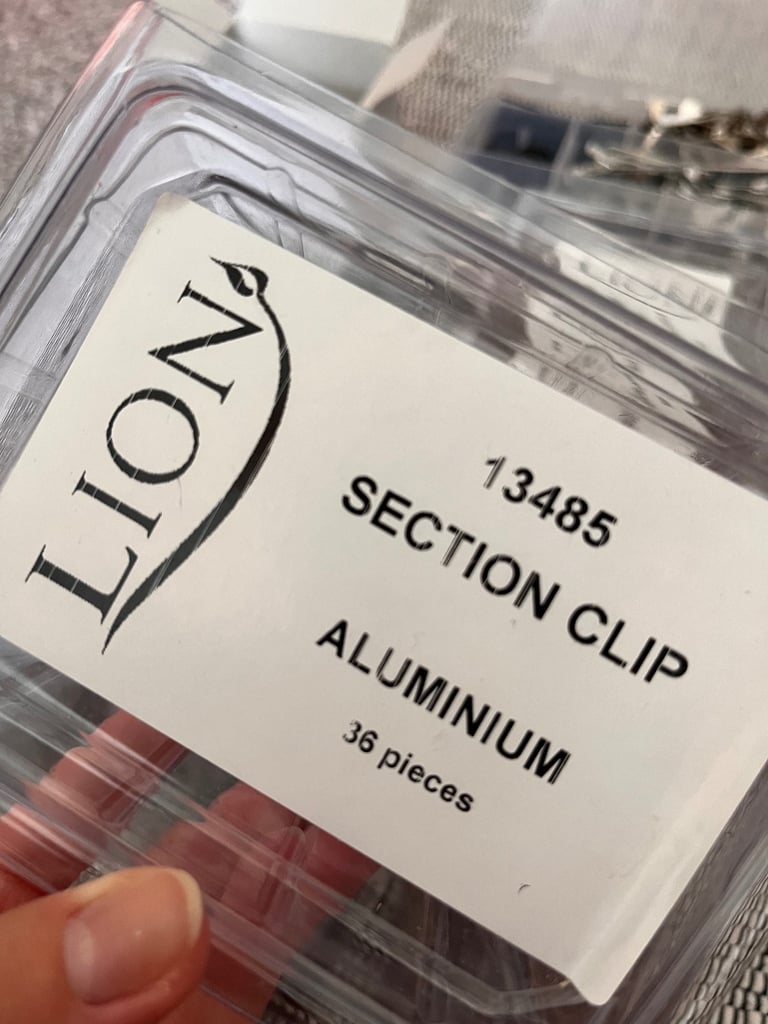 LION
13485
SECTION CLIP
ALUMINIUM
36 pieces